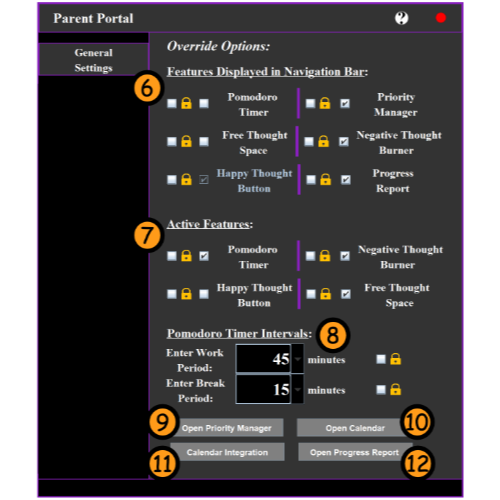 Parent Portal ?
General
Settings
Override Options:
Features Displayed in Navigation Bar:
6
Pomodoro
Timer
Priority
Manager
Free Thought
Space
Negative Thought
Burner
Happy Thought
Button
Progress
Report
7
Active Features:
Pomodoro
Timer
Negative Thought
Burner
Happy Thought
Button
Free Thought
Space
Pomodoro Timer Intervals:
8
Enter Work
Period:
45 minutes
Enter Break
Period:
15 minutes
9
Open Priority Manager
Open Calendar
10
11
Calendar Integration
Open Progress Report
12